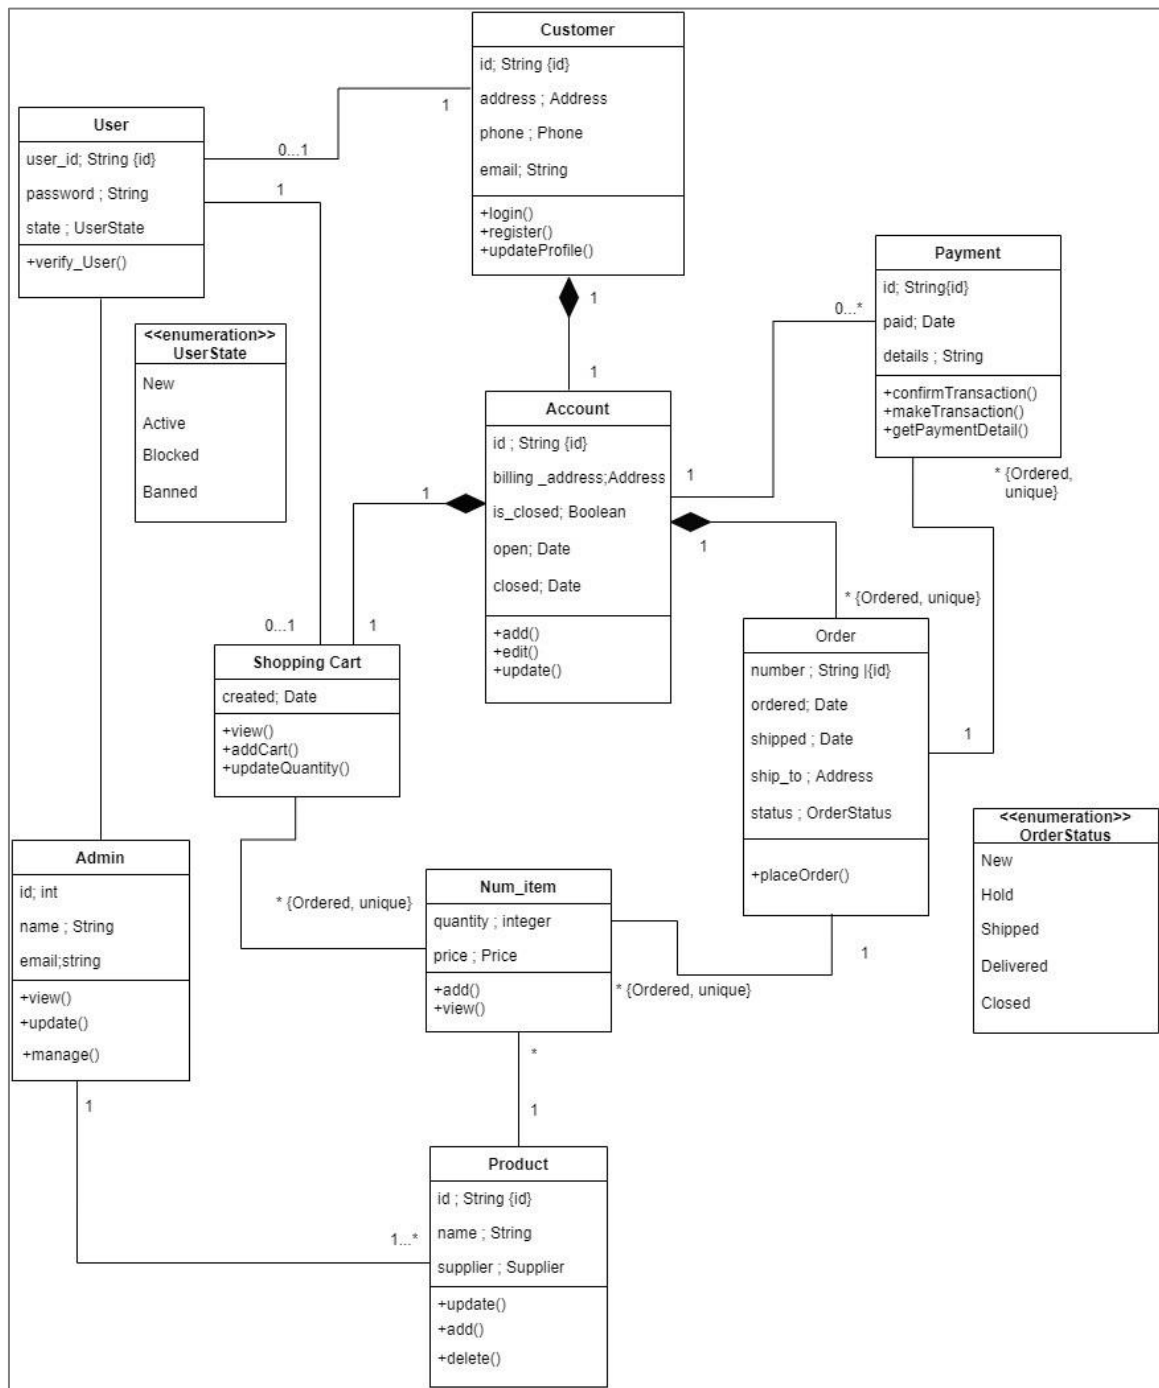 Customer
id; String {id}
address ; Address
phone ; Phone
email; String
+login()
+register()
+updateProfile()
1
0...1
User
user_id; String {id}
password ; String
state ; UserState
+verify_User()
1
<<enumeration>>
UserState
New
Active
Blocked
Banned
1
1
Payment
id; String{id}
paid; Date
details ; String
+confirmTransaction()
+makeTransaction()
+getPaymentDetail()
0...*
1
* {Ordered,
unique}
Account
id ; String {id}
billing _address;Address
is_closed; Boolean
open; Date
closed; Date
+add()
+edit()
+update()
1
1
* {Ordered, unique}
0...1
1
Shopping Cart
created; Date
+view()
+addCart()
+updateQuantity()
Order
number ; String |{id}
ordered; Date
shipped ; Date
ship_to ; Address
status ; OrderStatus
+placeOrder()
1
<<enumeration>>
OrderStatus
New
Hold
Shipped
Delivered
Closed
Admin
id; int
name ; String
email;string
+view()
+update()
+manage()
1
* {Ordered, unique}
Num_item
quantity ; integer
price ; Price
+add()
+view()
1
* {Ordered, unique}
*
1
Product
id ; String {id}
name ; String
supplier ; Supplier
+update()
+add()
+delete()
1...*